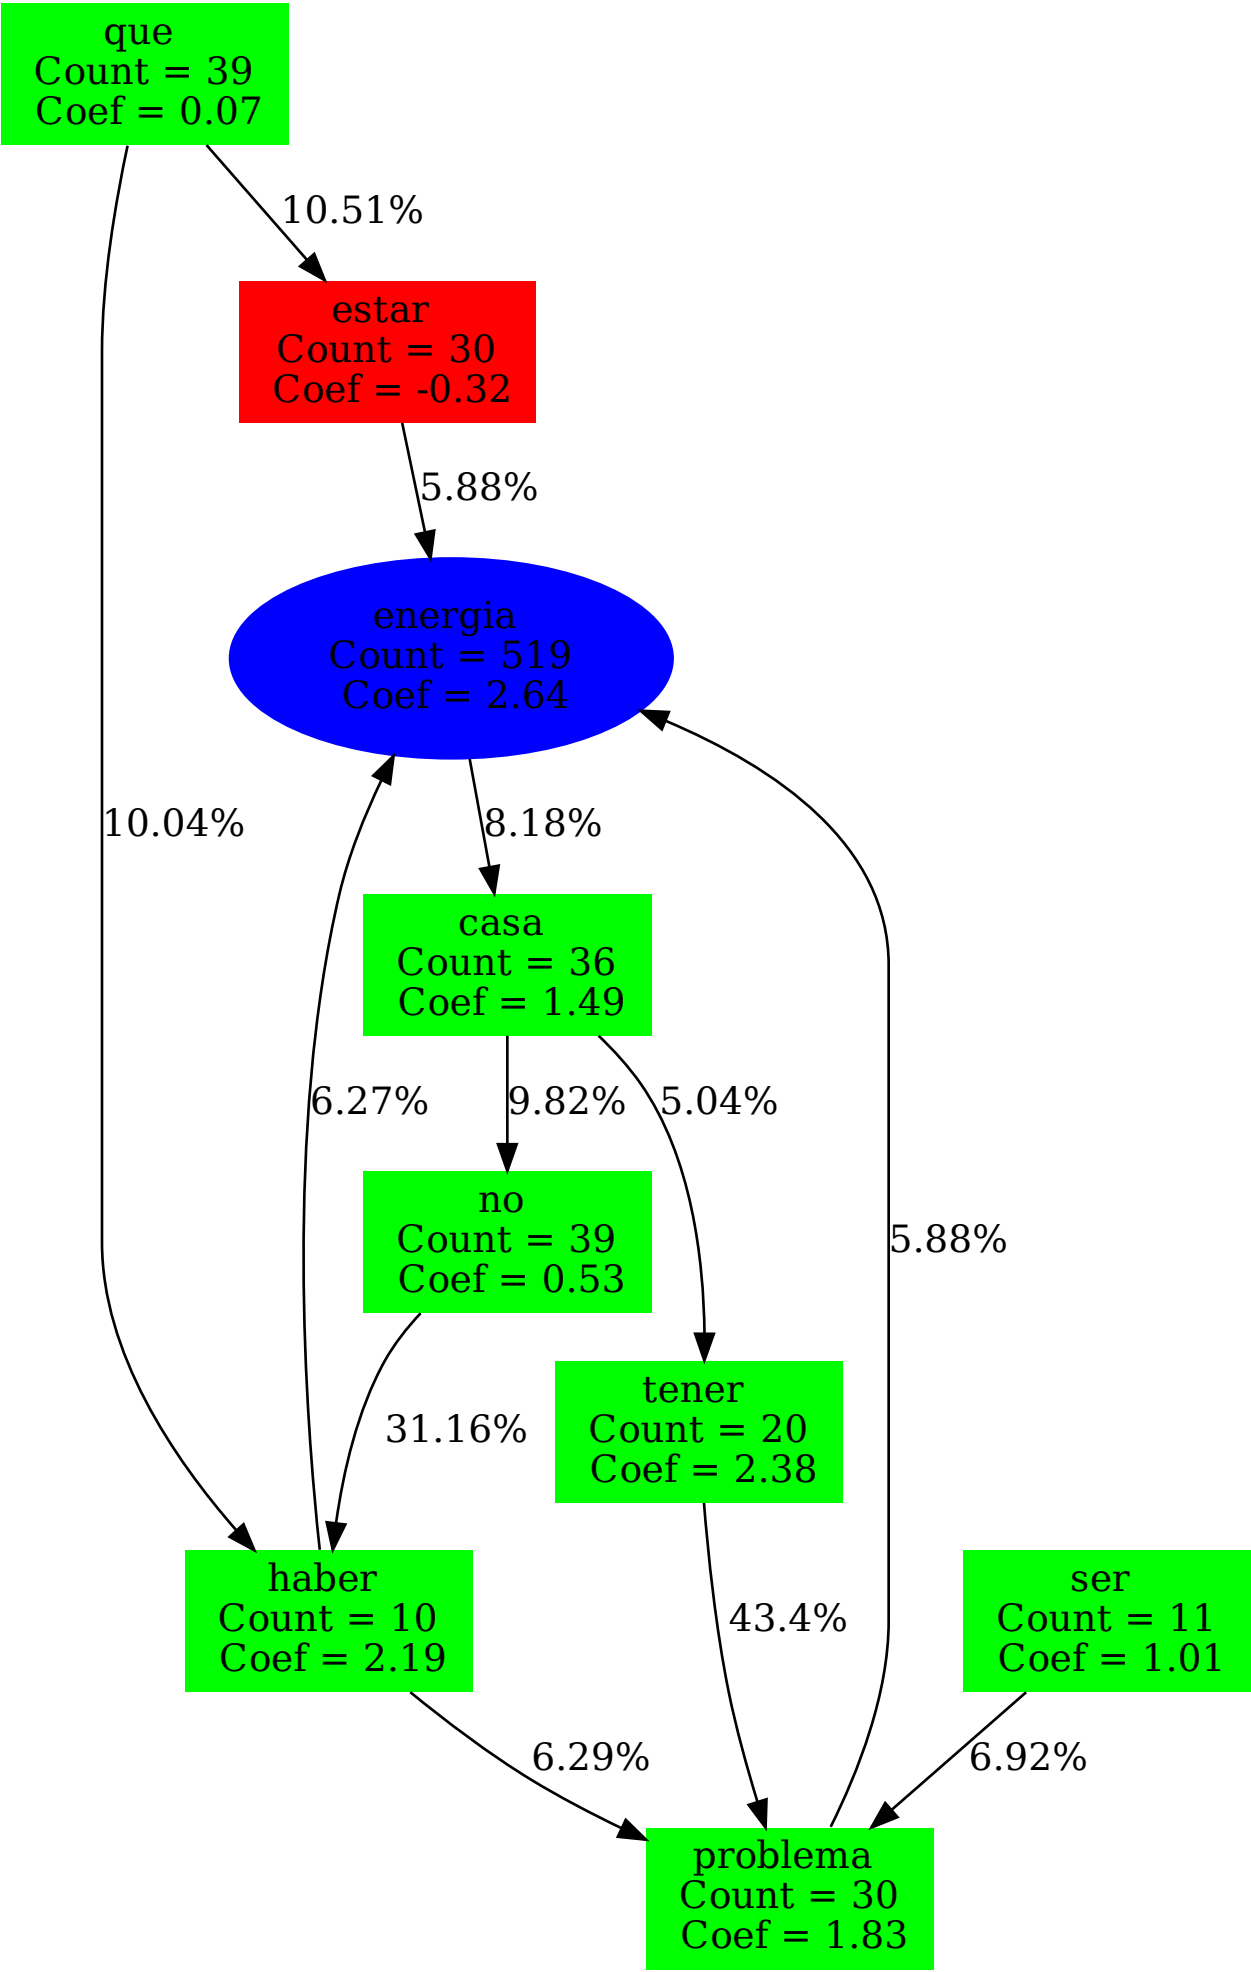 que
Count = 39
Coef = 0.07
10.51%
estar
Count = 30
Coef = -0.32
5.88%
energia
Count = 519
Coef = 2.64
10.04%
8.18%
casa
Count = 36
Coef = 1.49
6.27%
9.82%
5.04%
no
Count = 39
Coef = 0.53
5.88%
tener
Count = 20
Coef = 2.38
31.16%
haber
Count = 10
Coef = 2.19
43.4%
ser
Count = 11
Coef = 1.01
6.29%
6.92%
problema
Count = 30
Coef = 1.83